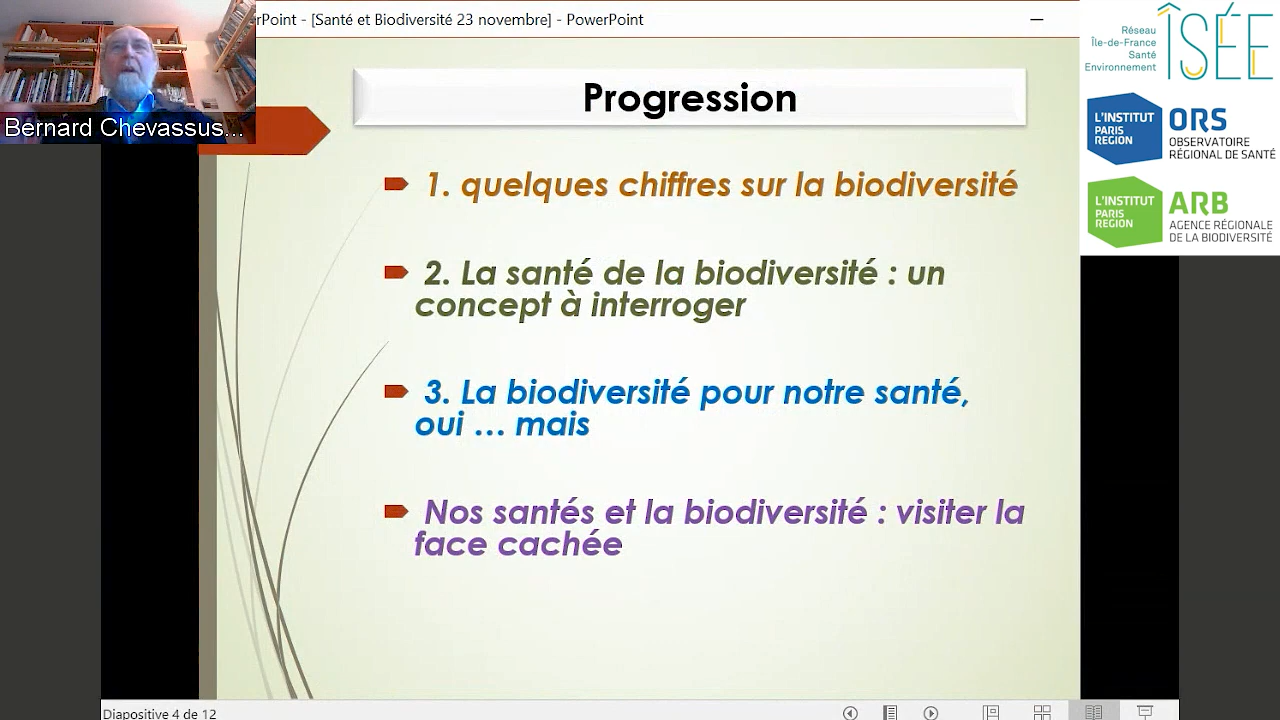 rPoint - [Santé et Biodiversité 23 novembre] - PowerPoint
Bernard Chevassus...
Progression
1. quelques chiffres sur la biodiversité
2. La santé de la biodiversité : un
concept à interroger
3. La biodiversité pour notre santé,
oui ... mais
Nos santés et la biodiversité : visiter la
face cachée
Réseau
Île-de-France
Santé
Environnement
ÎSÉE
L'INSTITUT
PARIS
REGION
ORS
OBSERVATOIRE
RÉGIONAL DE SANTÉ
L'INSTITUT
PARIS
REGION
ARB
AGENCE RÉGIONALE
DE LA BIODIVERSITÉ
Diapositive 4 de 12